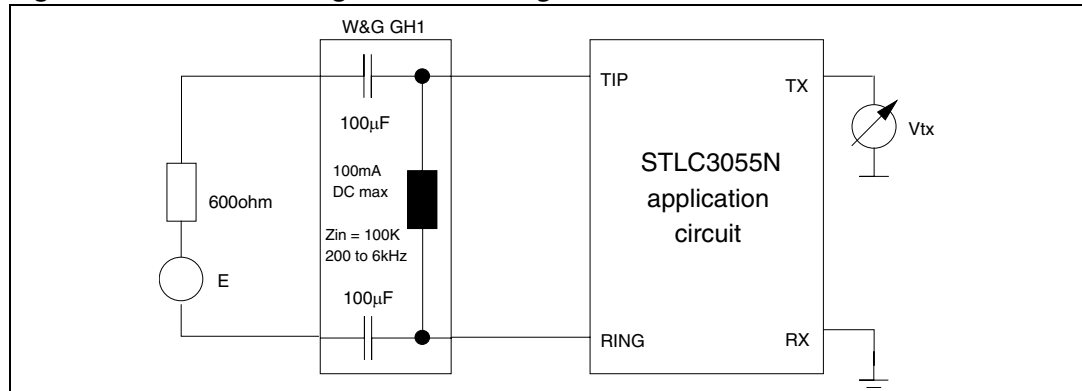 W&G GH1
TIP
TX
100µF
Vtx
100mA
DC max
STLC3055N
application
circuit
600ohm
Zin = 100K
200 to 6kHz
E
100µF
RING
RX